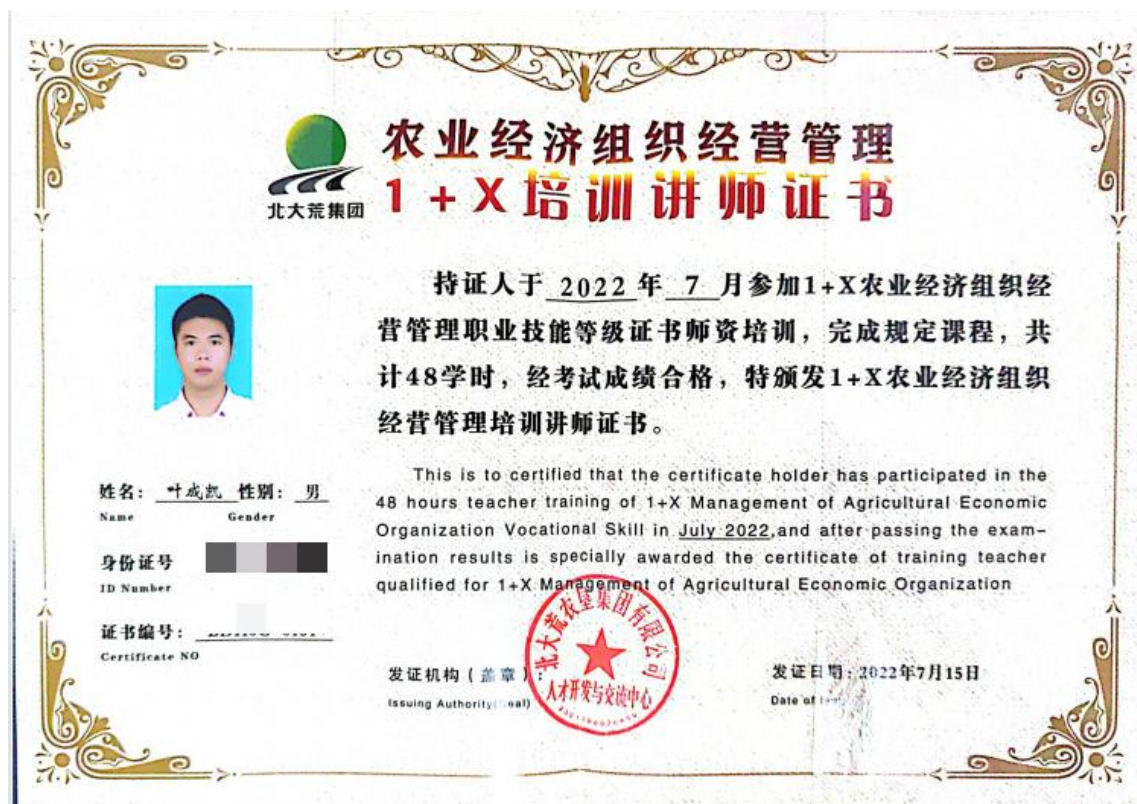 农业经济组织经营管理
1+X培训讲师证书
北大荒集团
持证人于 2022 年 7 月参加1+X农业经济组织经
营管理职业技能等级证书师资培训，完成规定课程，共
计48学时，经考试成绩合格，特颁发1+X农业经济组织
经营管理培训讲师证书。
This is to certified that the certificate holder has participated in the
48 hours teacher training of 1+X Management of Agricultural Economic
Organization Vocational Skill in July 2022,and after passing the exam-
ination results is specially awarded the certificate of training teacher
qualified for 1+X Management of Agricultural Economic Organization
姓名： 叶成凯 性别： 男
Name Gender
身份证号
ID Number
证书编号：
Certificate NO
发证机构（盖章）：
Issuing Authority
北大荒农垦集团有限公司
人才开发与交流中心
发证日期：2022年7月15日
Date of